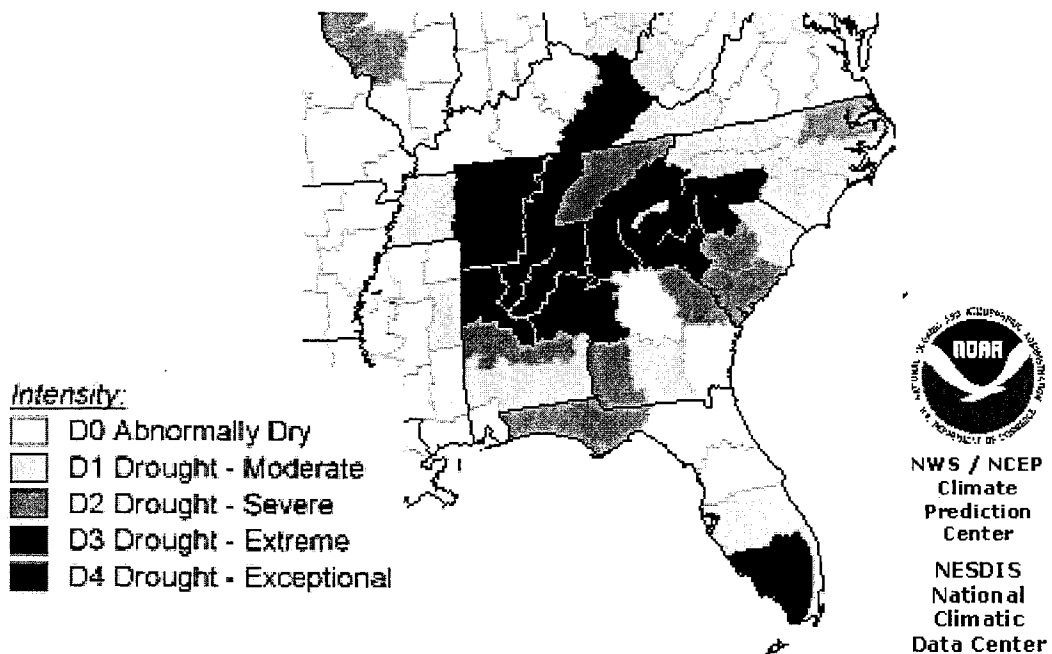 Intensity:
D0 Abnormally Dry
D1 Drought - Moderate
D2 Drought - Severe
D3 Drought - Extreme
D4 Drought - Exceptional
NOAA
NWS / NCEP
Climate
Prediction
Center
NESDIS
National
Climatic
Data Center